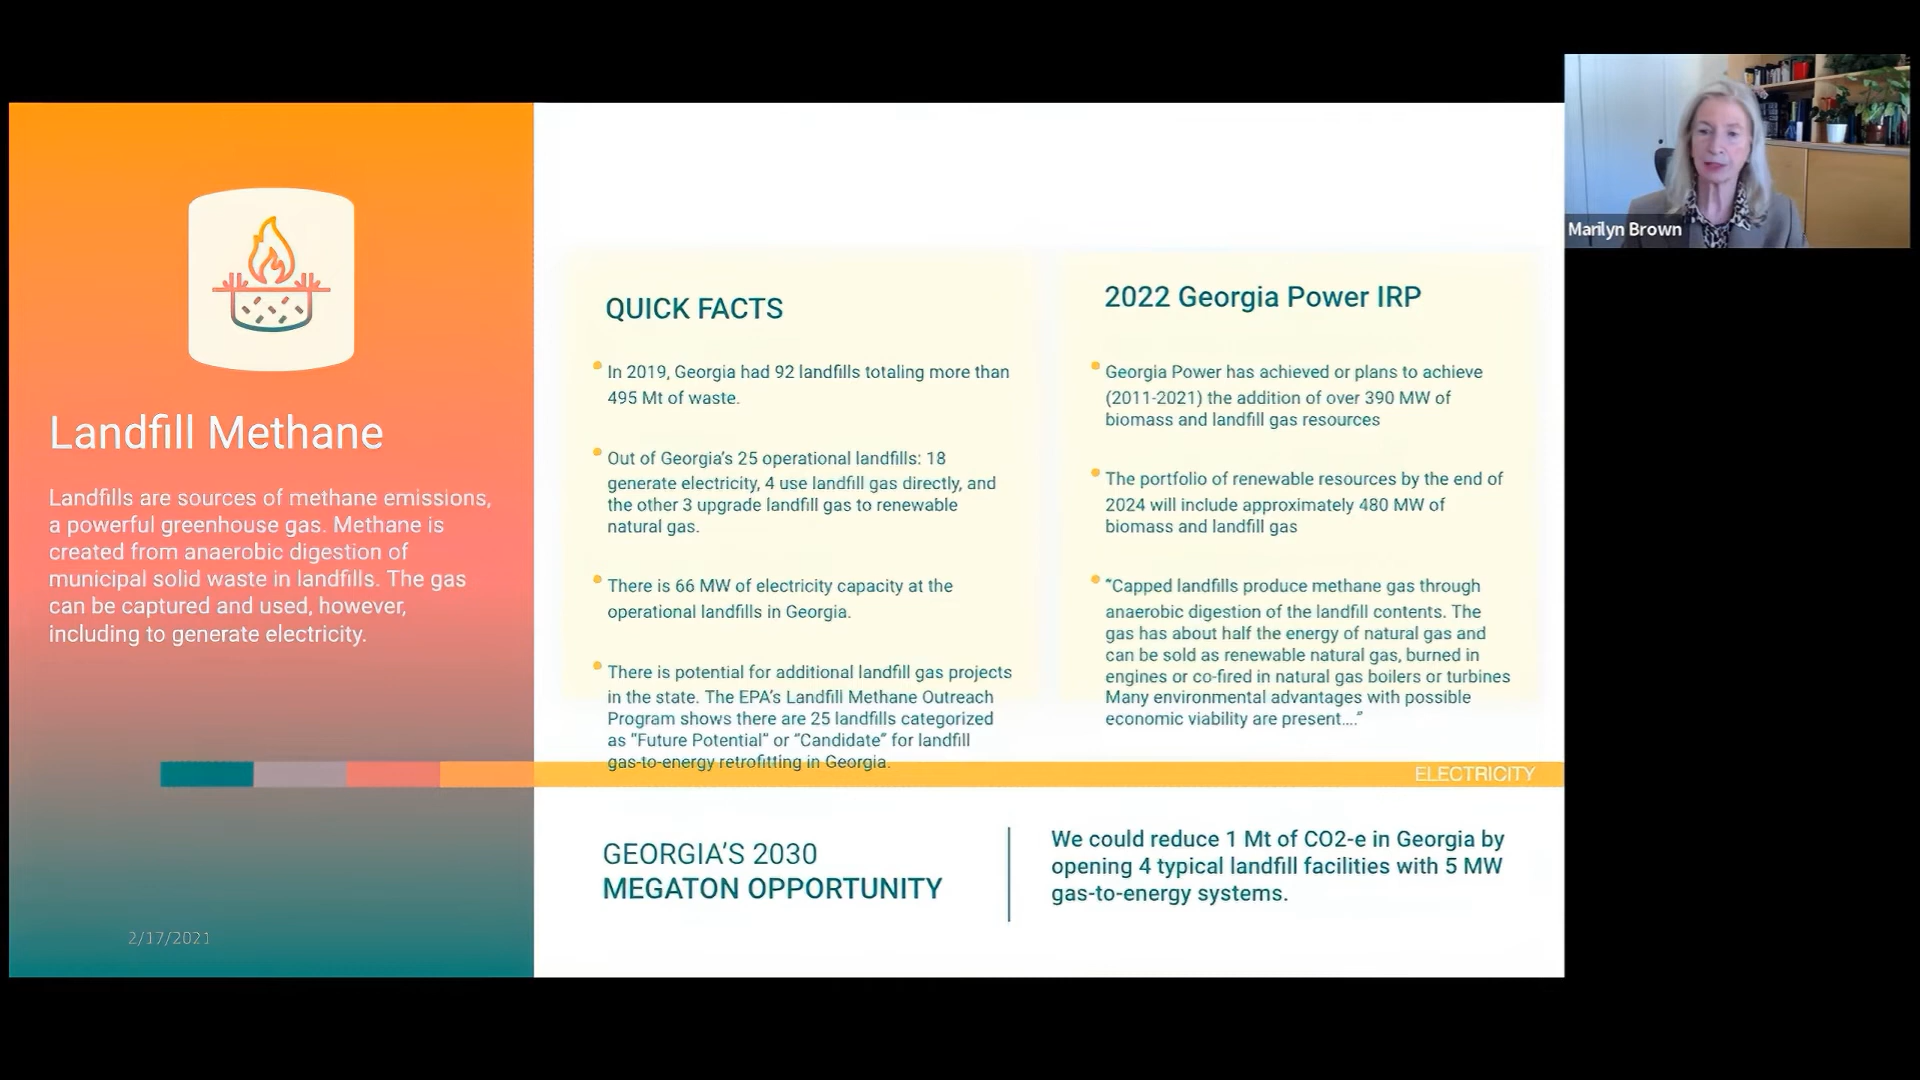 Landfill Methane
Landfills are sources of methane emissions,
a powerful greenhouse gas. Methane is
created from anaerobic digestion of
municipal solid waste in landfills. The gas
can be captured and used, however,
including to generate electricity.
2/17/2021
QUICK FACTS
In 2019, Georgia had 92 landfills totaling more than
495 Mt of waste.
Out of Georgia's 25 operational landfills: 18
generate electricity, 4 use landfill gas directly, and
the other 3 upgrade landfill gas to renewable
natural gas.
There is 66 MW of electricity capacity at the
operational landfills in Georgia.
There is potential for additional landfill gas projects
in the state. The EPA's Landfill Methane Outreach
Program shows there are 25 landfills categorized
as "Future Potential" or "Candidate" for landfill
gas-to-energy retrofitting in Georgia.
2022 Georgia Power IRP
Georgia Power has achieved or plans to achieve
(2011-2021) the addition of over 390 MW of
biomass and landfill gas resources
The portfolio of renewable resources by the end of
2024 will include approximately 480 MW of
biomass and landfill gas
"Capped landfills produce methane gas through
anaerobic digestion of the landfill contents. The
gas has about half the energy of natural gas and
can be sold as renewable natural gas, burned in
engines or co-fired in natural gas boilers or turbines
Many environmental advantages with possible
economic viability are present...."
ELECTRICITY
GEORGIA'S 2030
MEGATON OPPORTUNITY
We could reduce 1 Mt of CO2-e in Georgia by
opening 4 typical landfill facilities with 5 MW
gas-to-energy systems.
Marilyn Brown